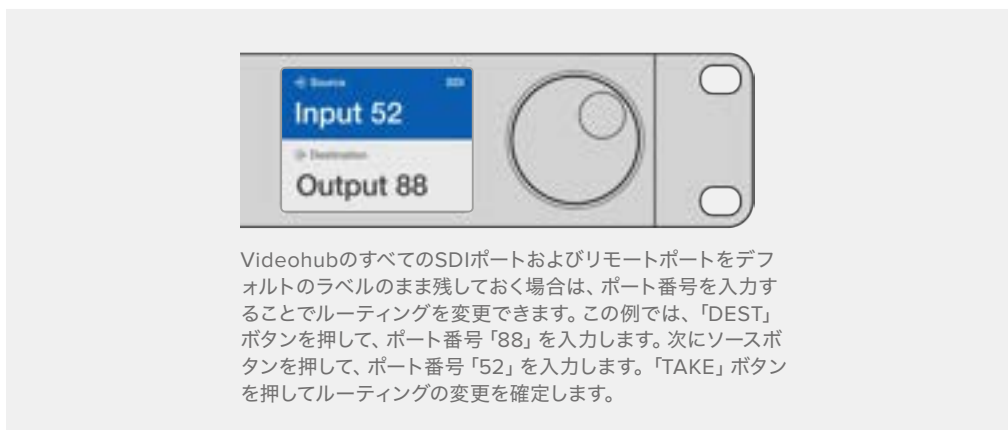 Source SDI
Input 52
Destination
Output 88
VideohubのすべてのSDIポートおよびリモートポートをデフ
ォルトのラベルのまま残しておく場合は、ポート番号を入力す
ることでルーティングを変更できます。この例では、「DEST」
ボタンを押して、ポート番号「88」を入力します。次にソースボ
タンを押して、ポート番号「52」を入力します。「TAKE」ボタン
を押してルーティングの変更を確定します。